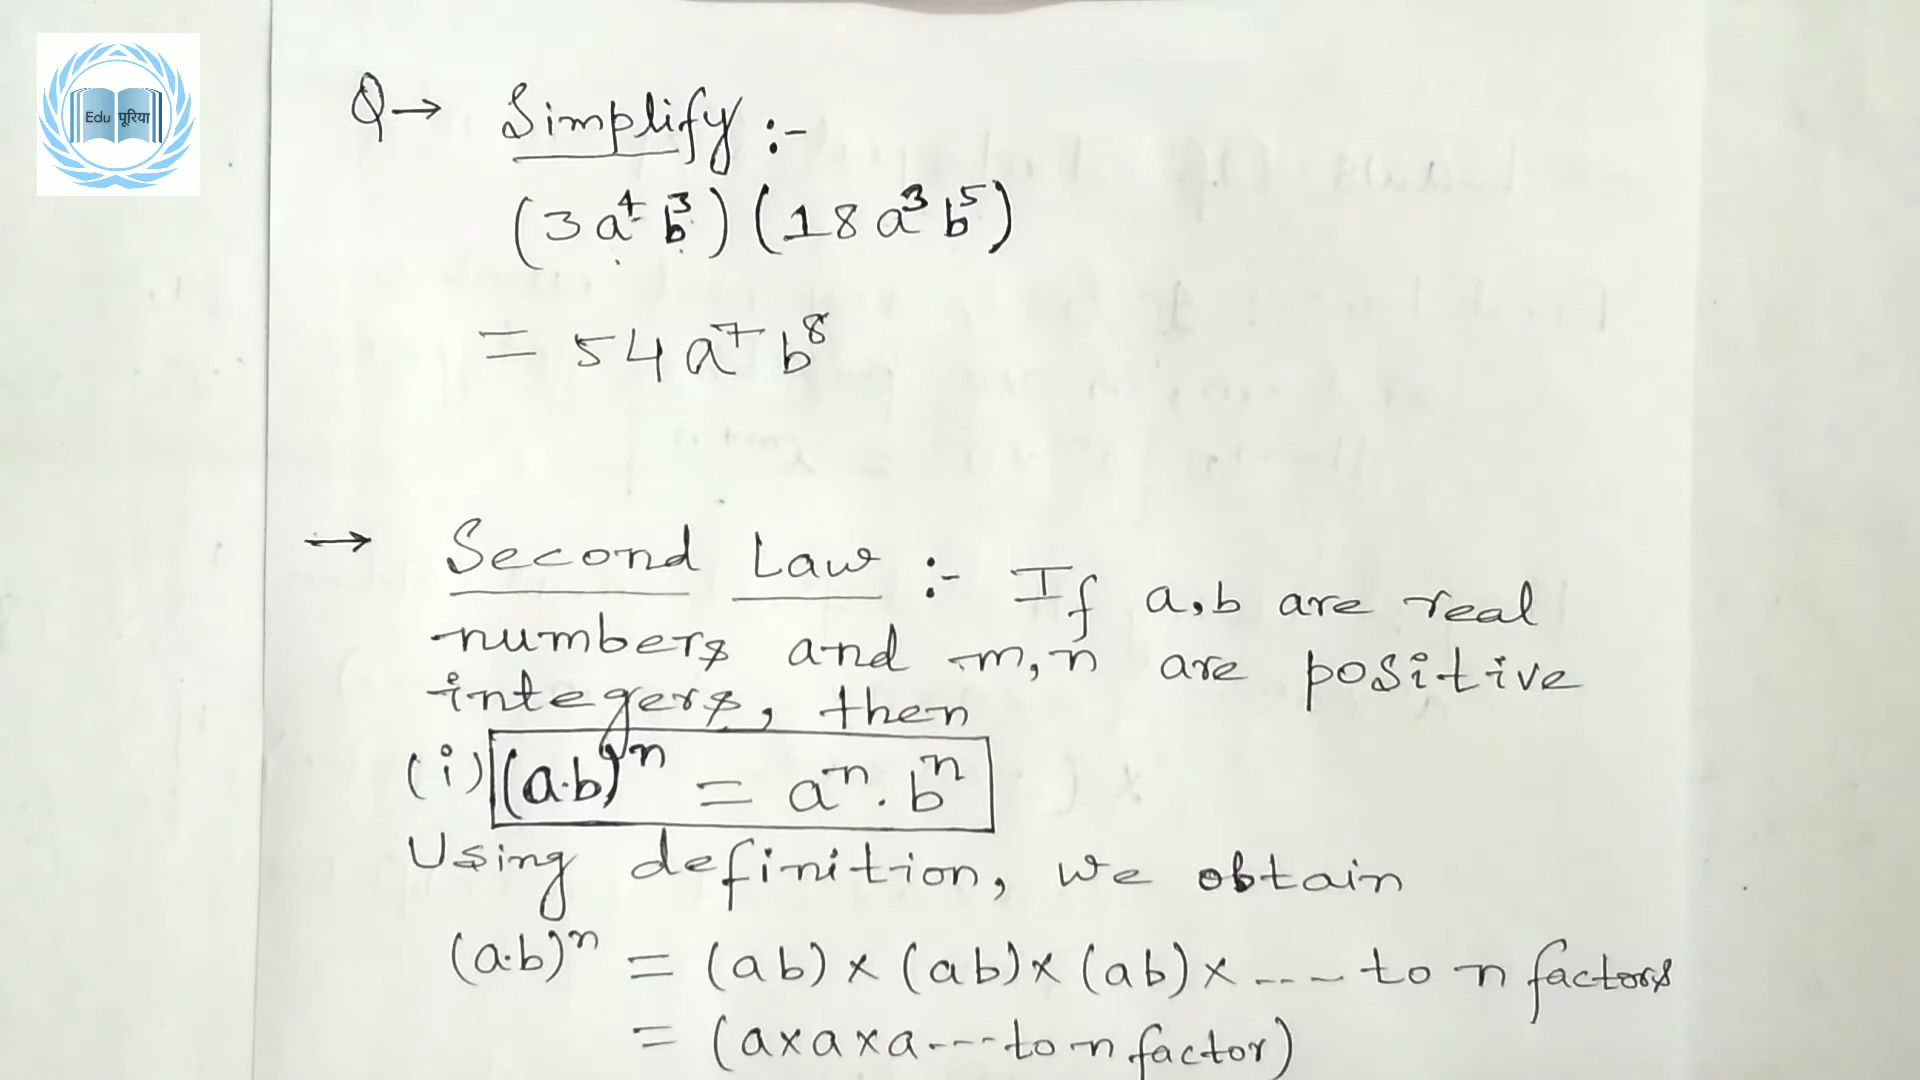 Edu पूरिया
Q→ Simplify :-
(3a⁴b³)(18a³b⁵)
= 54a⁷b⁸
→ Second Law :- If a,b are real
numbers and m,n are positive
integers, then
(i) (a·b)ⁿ = aⁿ·bⁿ
Using definition, we obtain
(a·b)ⁿ = (ab)×(ab)×(ab)×---- to n factors
= (a×a×a---- to n factor)